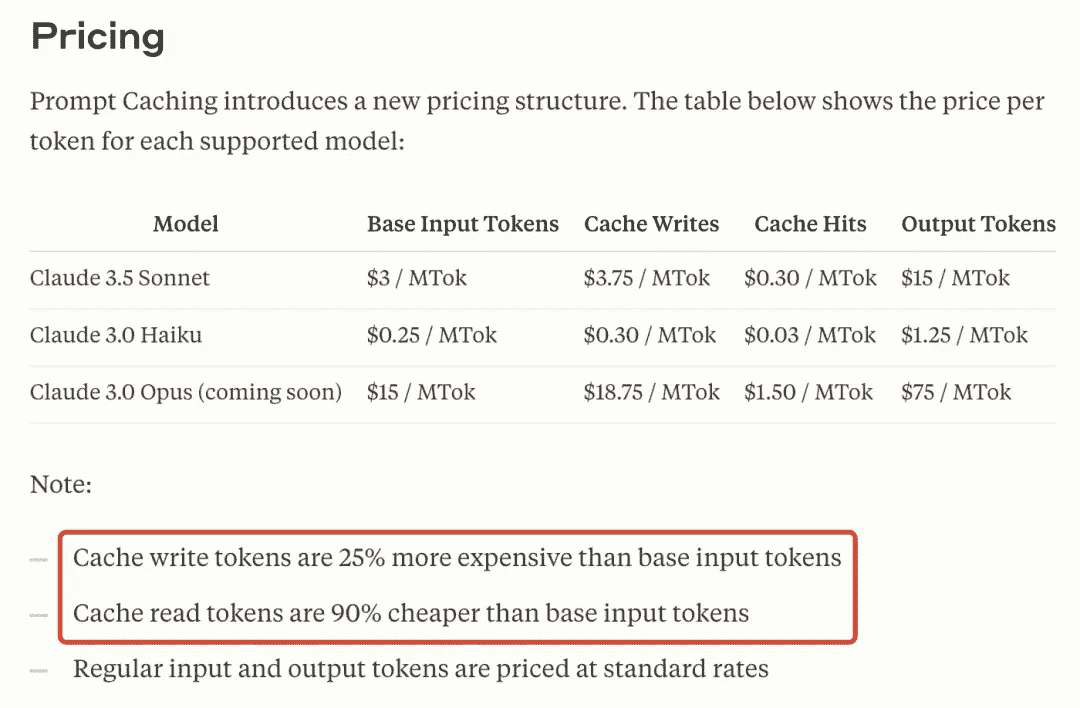 Pricing
Prompt Caching introduces a new pricing structure. The table below shows the price per
token for each supported model:
Model Base Input Tokens Cache Writes Cache Hits Output Tokens
Claude 3.5 Sonnet $3 / MTok $3.75 / MTok $0.30 / MTok $15 / MTok
Claude 3.0 Haiku $0.25 / MTok $0.30 / MTok $0.03 / MTok $1.25 / MTok
Claude 3.0 Opus (coming soon) $15 / MTok $18.75 / MTok $1.50 / MTok $75 / MTok
Note:
Cache write tokens are 25% more expensive than base input tokens
Cache read tokens are 90% cheaper than base input tokens
Regular input and output tokens are priced at standard rates